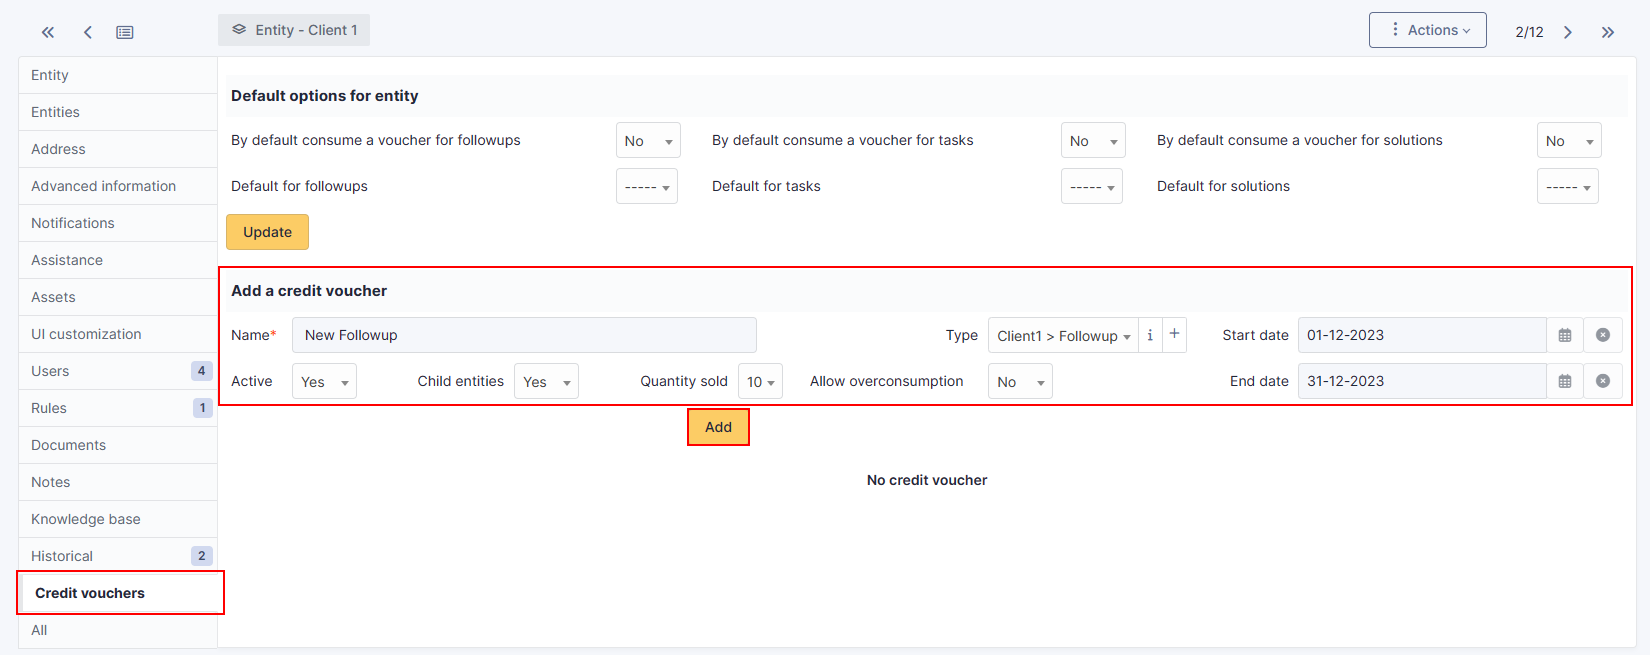 Entity - Client 1
Actions
2/12
Entity
Entities
Address
Advanced information
Notifications
Assistance
Assets
UI customization
Users 4
Rules 1
Documents
Notes
Knowledge base
Historical 2
Credit vouchers
All
Default options for entity
By default consume a voucher for followups No By default consume a voucher for tasks No By default consume a voucher for solutions No
Default for followups ----- Default for tasks ----- Default for solutions -----
Update
Add a credit voucher
Name* New Followup Type Client1 > Followup i + Start date 01-12-2023
Active Yes Child entities Yes Quantity sold 10 Allow overconsumption No End date 31-12-2023
Add
No credit voucher